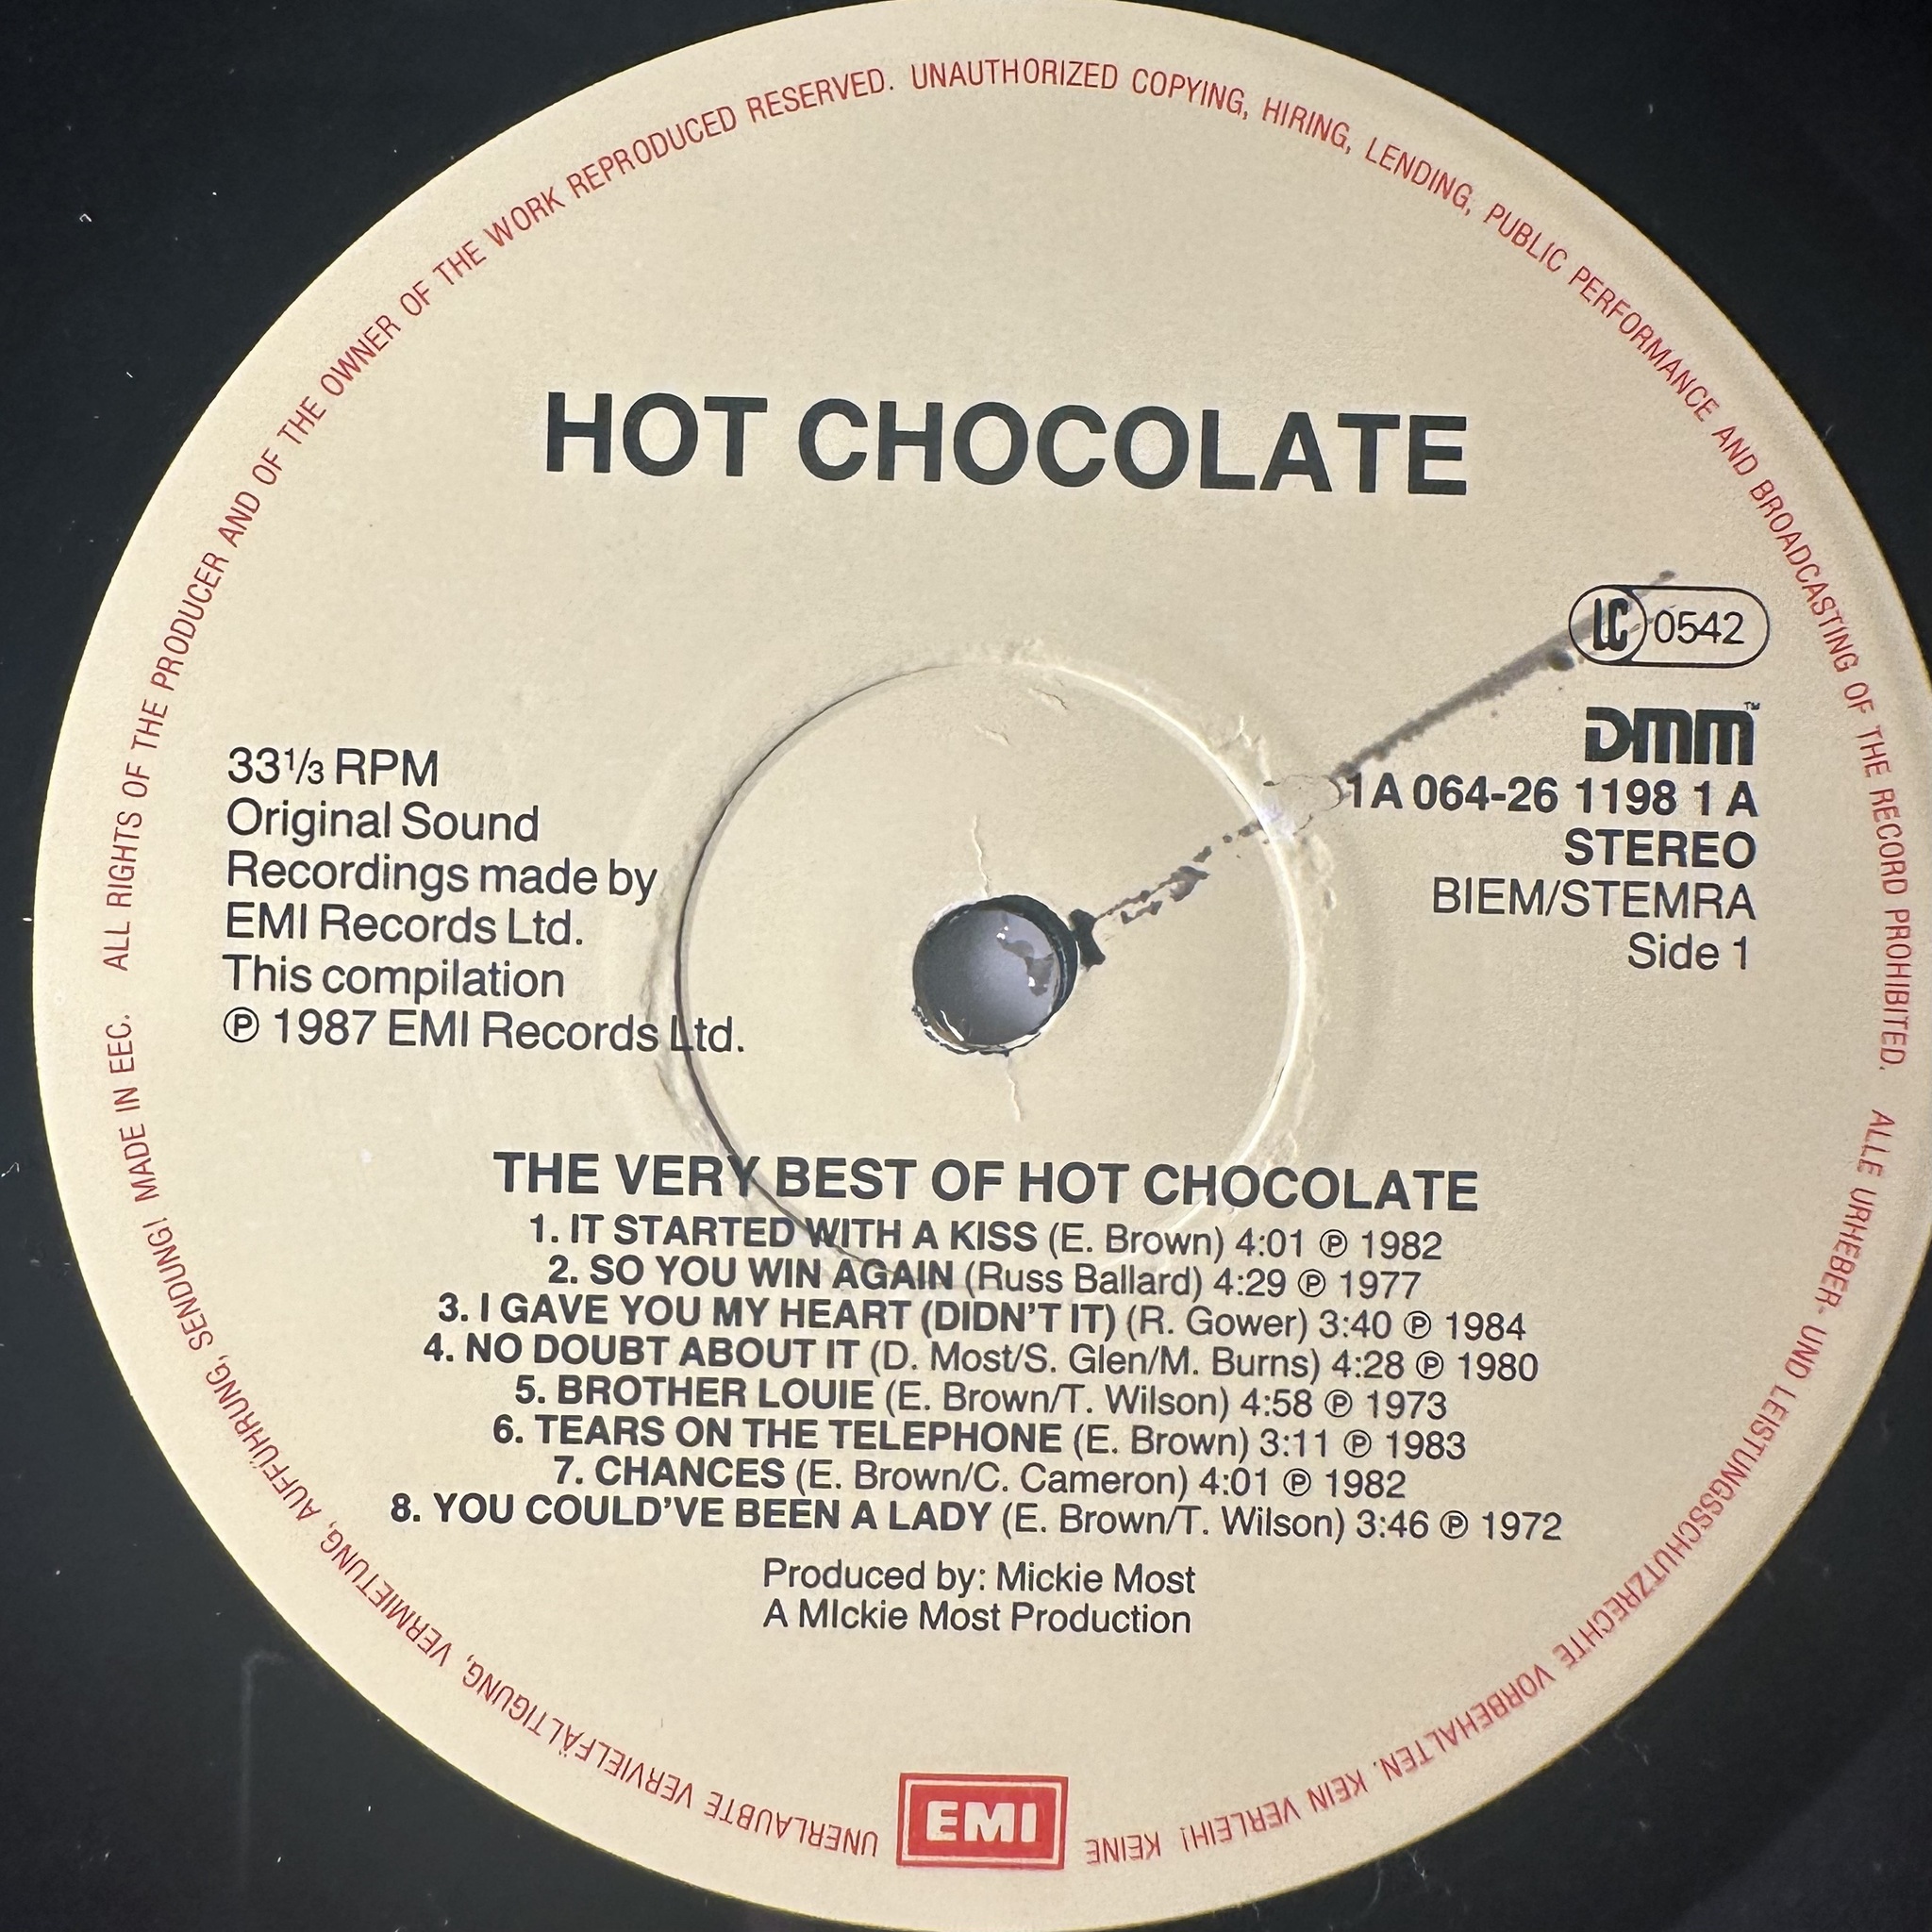 ALL RIGHTS OF THE PRODUCER AND OF THE OWNER OF THE WORK REPRODUCED RESERVED. UNAUTHORIZED COPYING, HIRING, LENDING, PUBLIC PERFORMANCE AND BROADCASTING OF THE RECORD PROHIBITED.
ALLE URHEBER- UND LEISTUNGSSCHUTZRECHTE VORBEHALTEN. KEIN VERLEIH! KEINE UNERLAUBTE VERVIELFÄLTIGUNG, VERMIETUNG, AUFFÜHRUNG, SENDUNG! MADE IN EEC.
HOT CHOCOLATE
LC 0542
DMM™
1A 064-26 1198 1 A
STEREO
BIEM/STEMRA
Side 1
33 1/3 RPM
Original Sound
Recordings made by
EMI Records Ltd.
This compilation
℗ 1987 EMI Records Ltd.
THE VERY BEST OF HOT CHOCOLATE
1. IT STARTED WITH A KISS (E. Brown) 4:01 ℗ 1982
2. SO YOU WIN AGAIN (Russ Ballard) 4:29 ℗ 1977
3. I GAVE YOU MY HEART (DIDN'T IT) (R. Gower) 3:40 ℗ 1984
4. NO DOUBT ABOUT IT (D. Most/S. Glen/M. Burns) 4:28 ℗ 1980
5. BROTHER LOUIE (E. Brown/T. Wilson) 4:58 ℗ 1973
6. TEARS ON THE TELEPHONE (E. Brown) 3:11 ℗ 1983
7. CHANCES (E. Brown/C. Cameron) 4:01 ℗ 1982
8. YOU COULD'VE BEEN A LADY (E. Brown/T. Wilson) 3:46 ℗ 1972
Produced by: Mickie Most
A MIckie Most Production
EMI